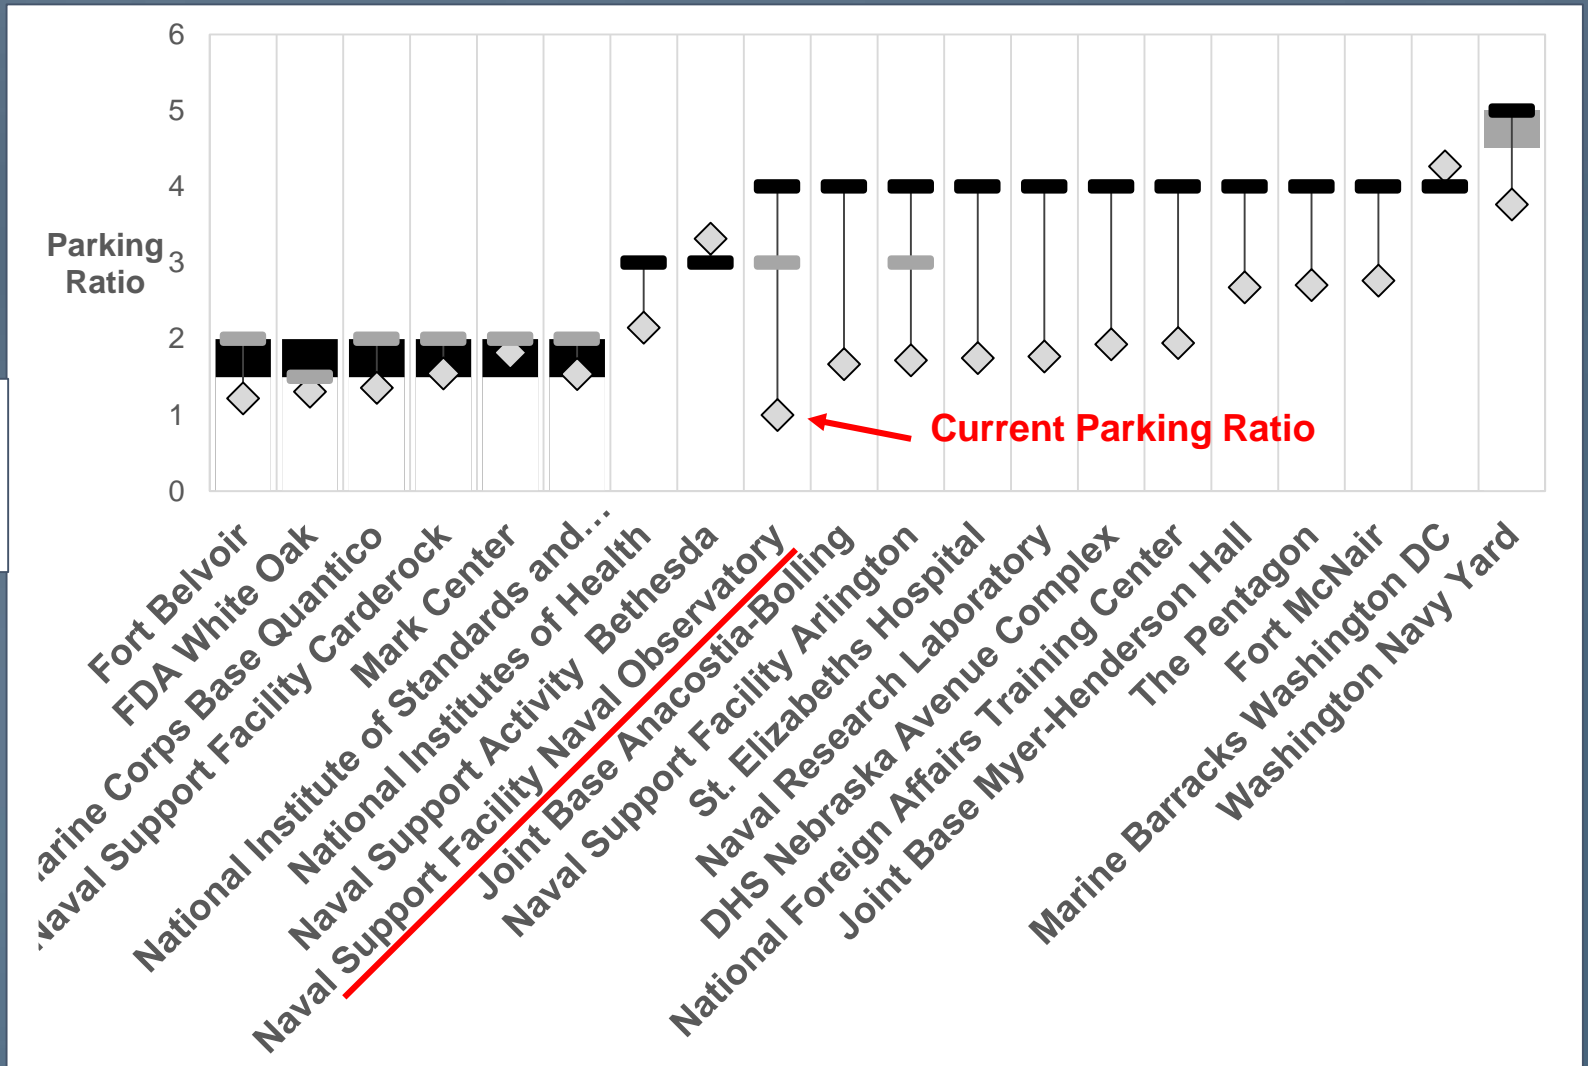 6
5
4
3
2
1
0
Parking
Ratio
Current Parking Ratio
Fort Belvoir
FDA White Oak
arine Corps Base Quantico
Naval Support Facility Carderock
Mark Center
National Institute of Standards and…
National Institutes of Health
Naval Support Activity  Bethesda
Naval Support Facility Naval Observatory
Joint Base Anacostia-Bolling
Naval Support Facility Arlington
St. Elizabeths Hospital
Naval Research Laboratory
DHS Nebraska Avenue Complex
National Foreign Affairs Training Center
Joint Base Myer-Henderson Hall
The Pentagon
Fort McNair
Marine Barracks Washington DC
Washington Navy Yard